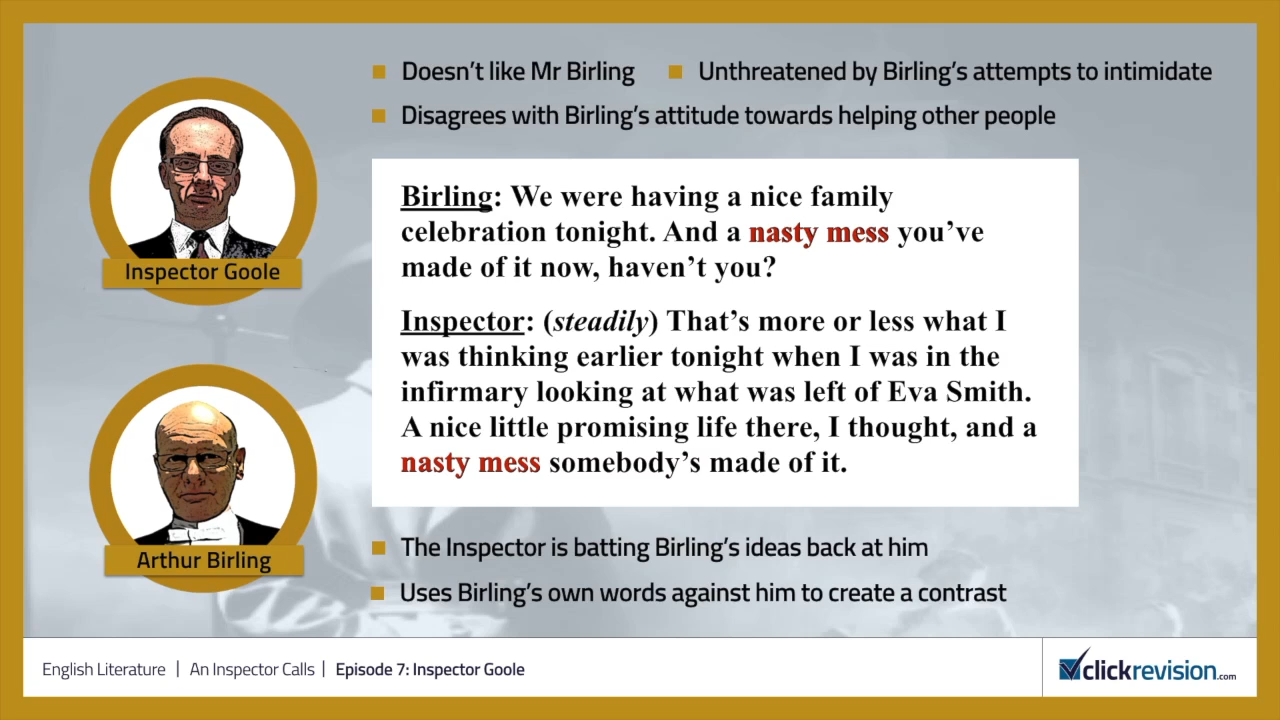 Doesn't like Mr Birling
Unthreatened by Birling's attempts to intimidate
Disagrees with Birling's attitude towards helping other people
Inspector Goole
Birling: We were having a nice family
celebration tonight. And a nasty mess you've
made of it now, haven't you?
Inspector: (steadily) That's more or less what I
was thinking earlier tonight when I was in the
infirmary looking at what was left of Eva Smith.
A nice little promising life there, I thought, and a
nasty mess somebody's made of it.
Arthur Birling
The Inspector is batting Birling's ideas back at him
Uses Birling's own words against him to create a contrast
English Literature | An Inspector Calls | Episode 7: Inspector Goole
clickrevision.com